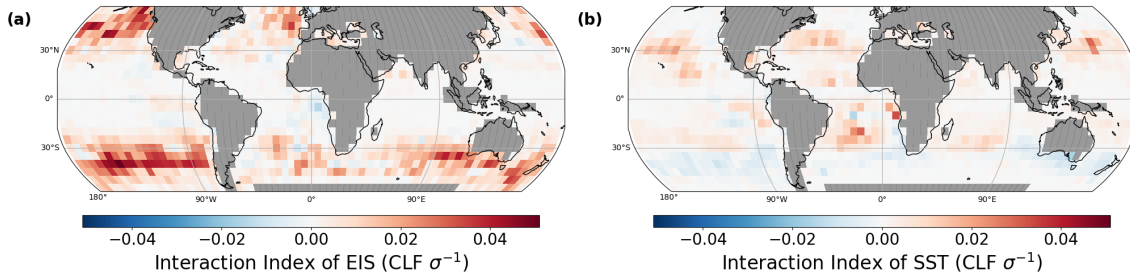 (a)
30°N
0°
30°S
180°
90°W
0°
90°E
−0.04 −0.02 0.00 0.02 0.04
Interaction Index of EIS (CLF σ⁻¹)
(b)
30°N
0°
30°S
180°
90°W
0°
90°E
−0.04 −0.02 0.00 0.02 0.04
Interaction Index of SST (CLF σ⁻¹)